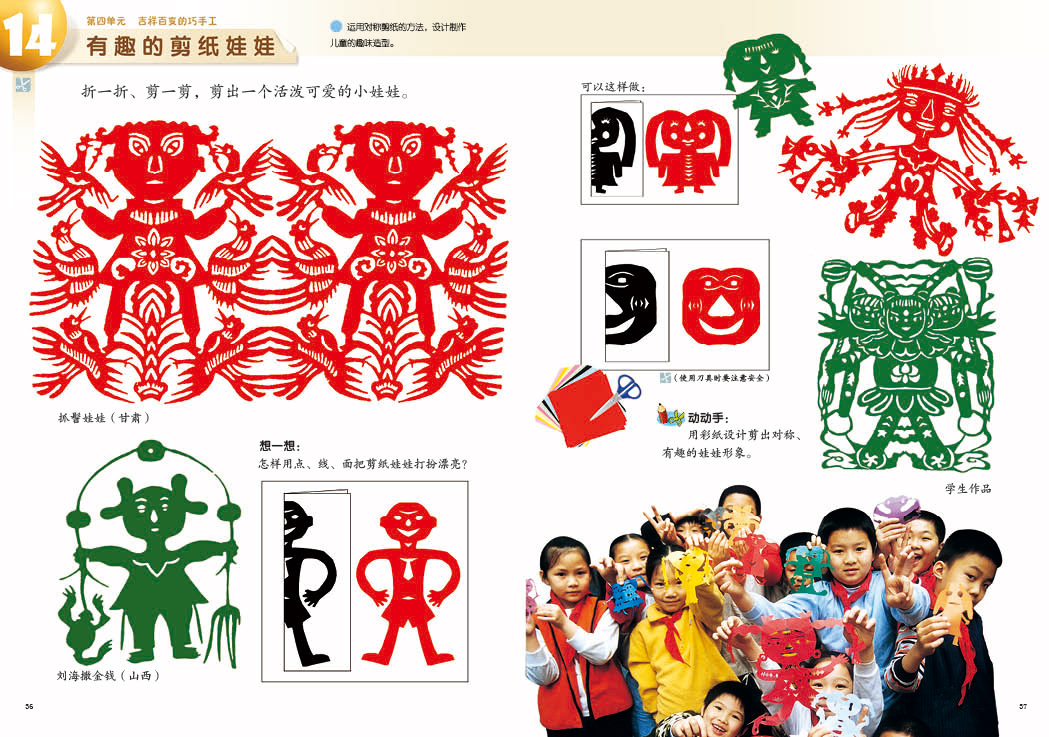 14
第四单元 吉祥百变的巧手工
有趣的剪纸娃娃
运用对称剪纸的方法，设计制作
儿童的趣味造型。
折一折、剪一剪，剪出一个活泼可爱的小娃娃。
抓髻娃娃（甘肃）
刘海撒金钱（山西）
想一想：
怎样用点、线、面把剪纸娃娃打扮漂亮？
36
可以这样做：
（使用刀具时要注意安全）
动动手：
用彩纸设计剪出对称、
有趣的娃娃形象。
学生作品
37